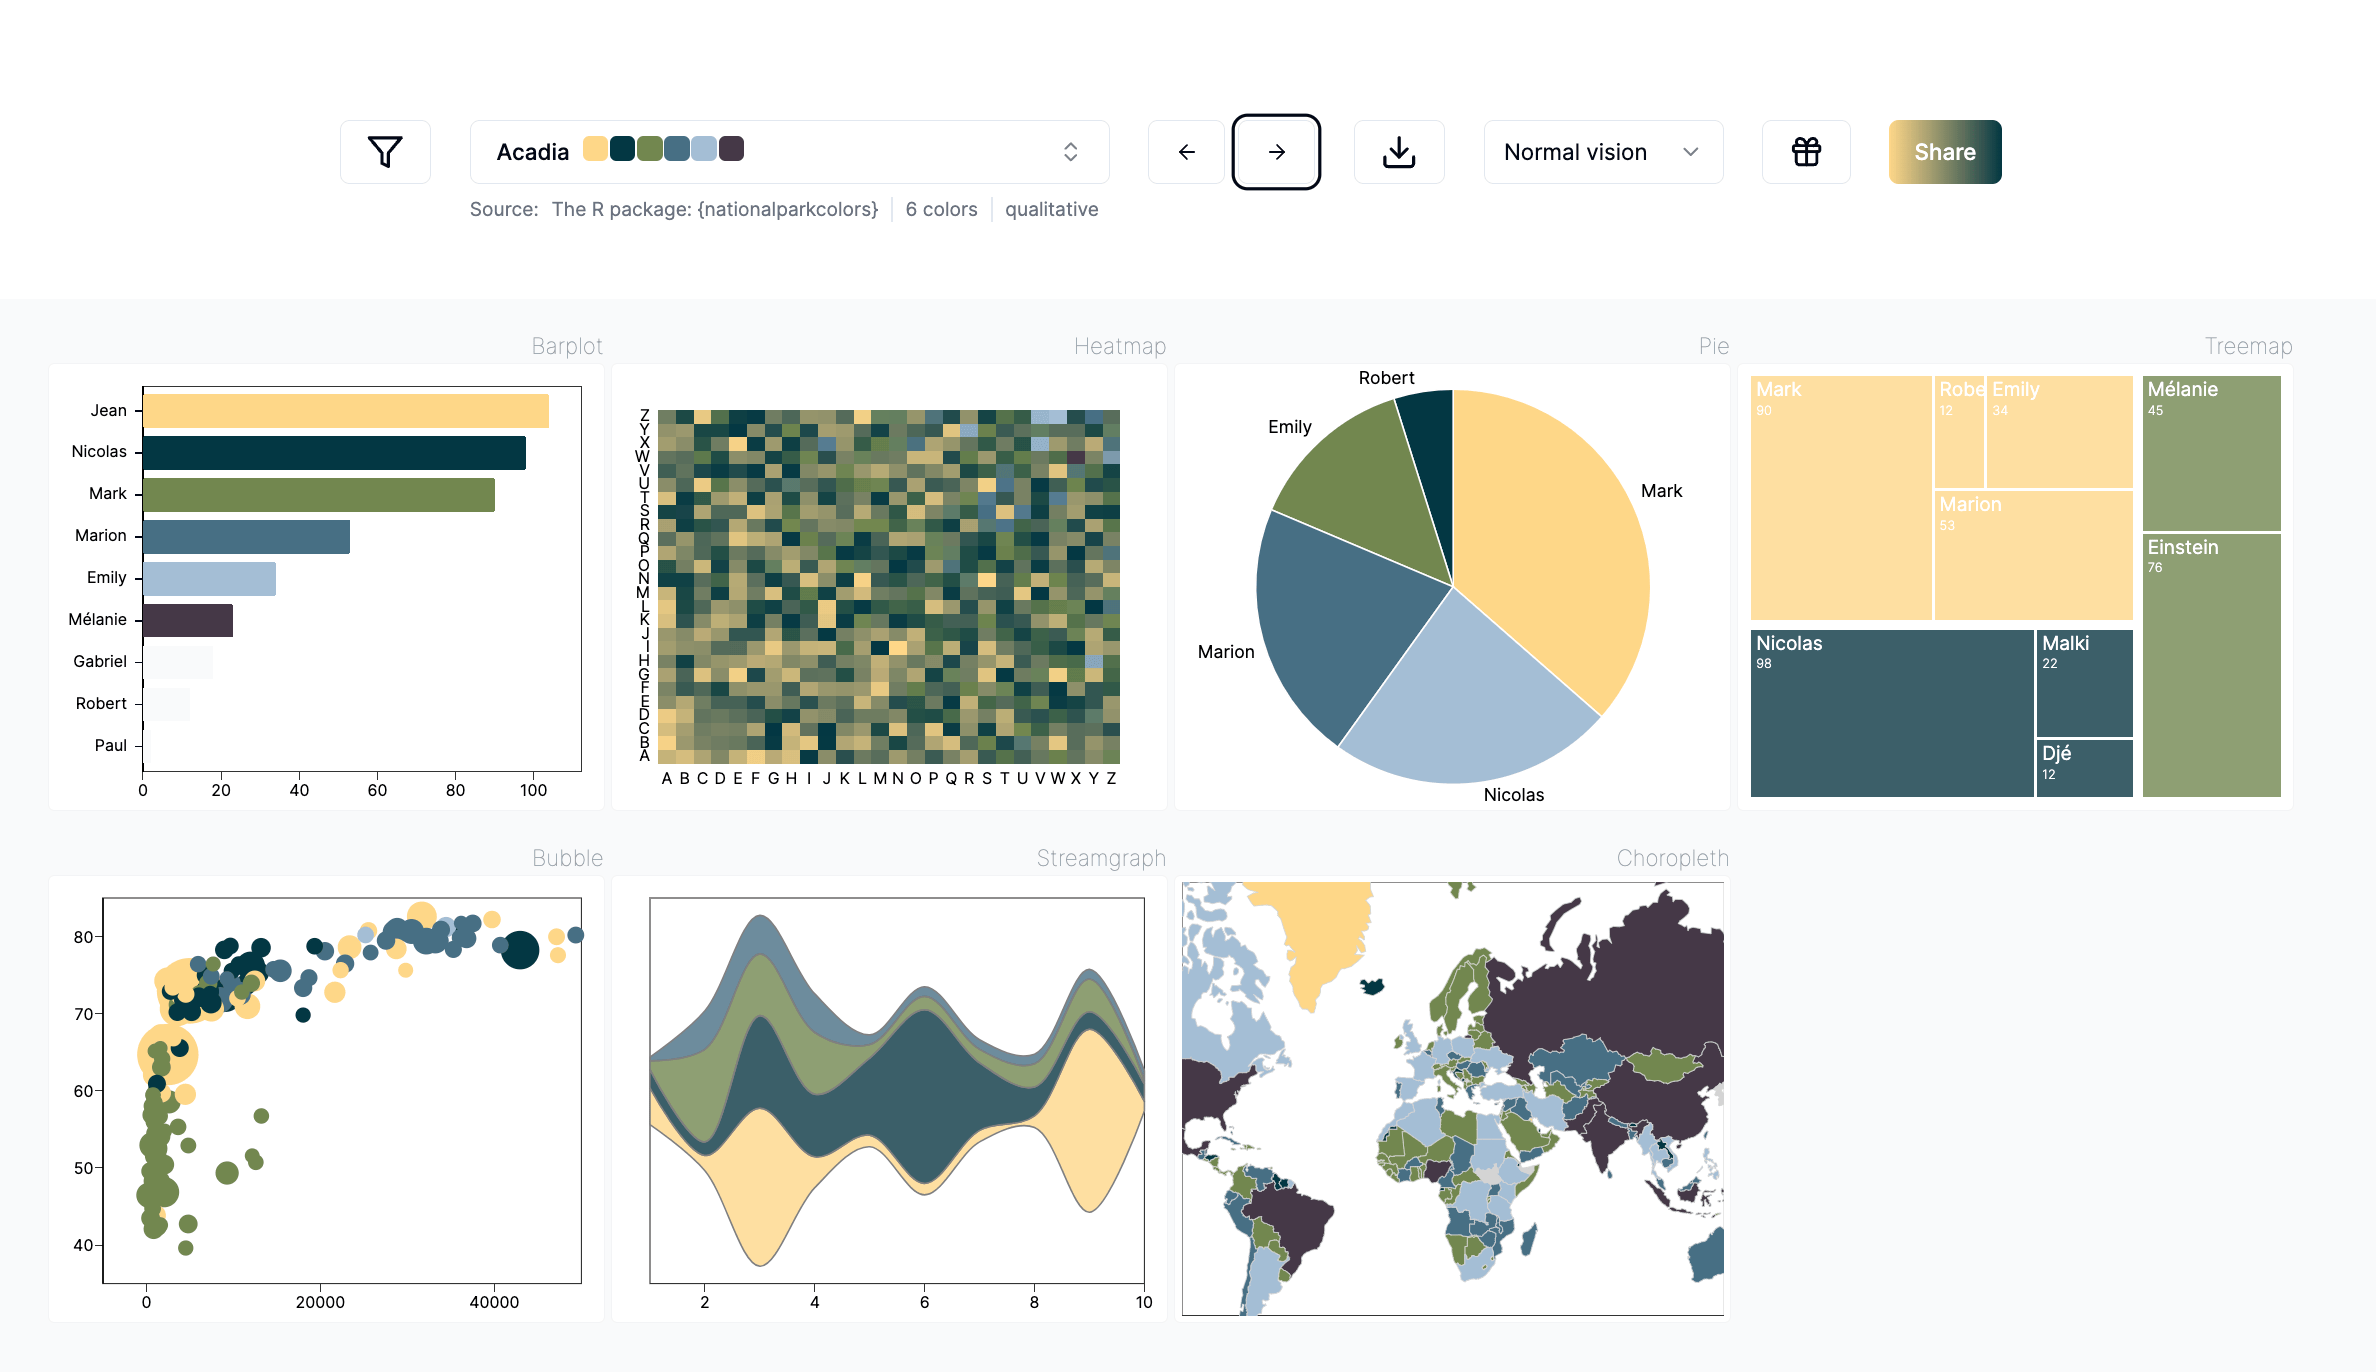 Acadia
Normal vision
Share
Source: The R package: {nationalparkcolors} | 6 colors | qualitative
Barplot
Jean
Nicolas
Mark
Marion
Emily
Mélanie
Gabriel
Robert
Paul
0 20 40 60 80 100
Heatmap
Z
Y
X
W
V
U
T
S
R
Q
P
O
N
M
L
K
J
I
H
G
F
E
D
C
B
A
A B C D E F G H I J K L M N O P Q R S T U V W X Y Z
Pie
Robert
Emily
Mark
Marion
Nicolas
Treemap
Mark
90
Robe
12
Emily
34
Mélanie
45
Marion
53
Einstein
76
Nicolas
98
Malki
22
Djé
12
Bubble
80
70
60
50
40
0 20000 40000
Streamgraph
2 4 6 8 10
Choropleth